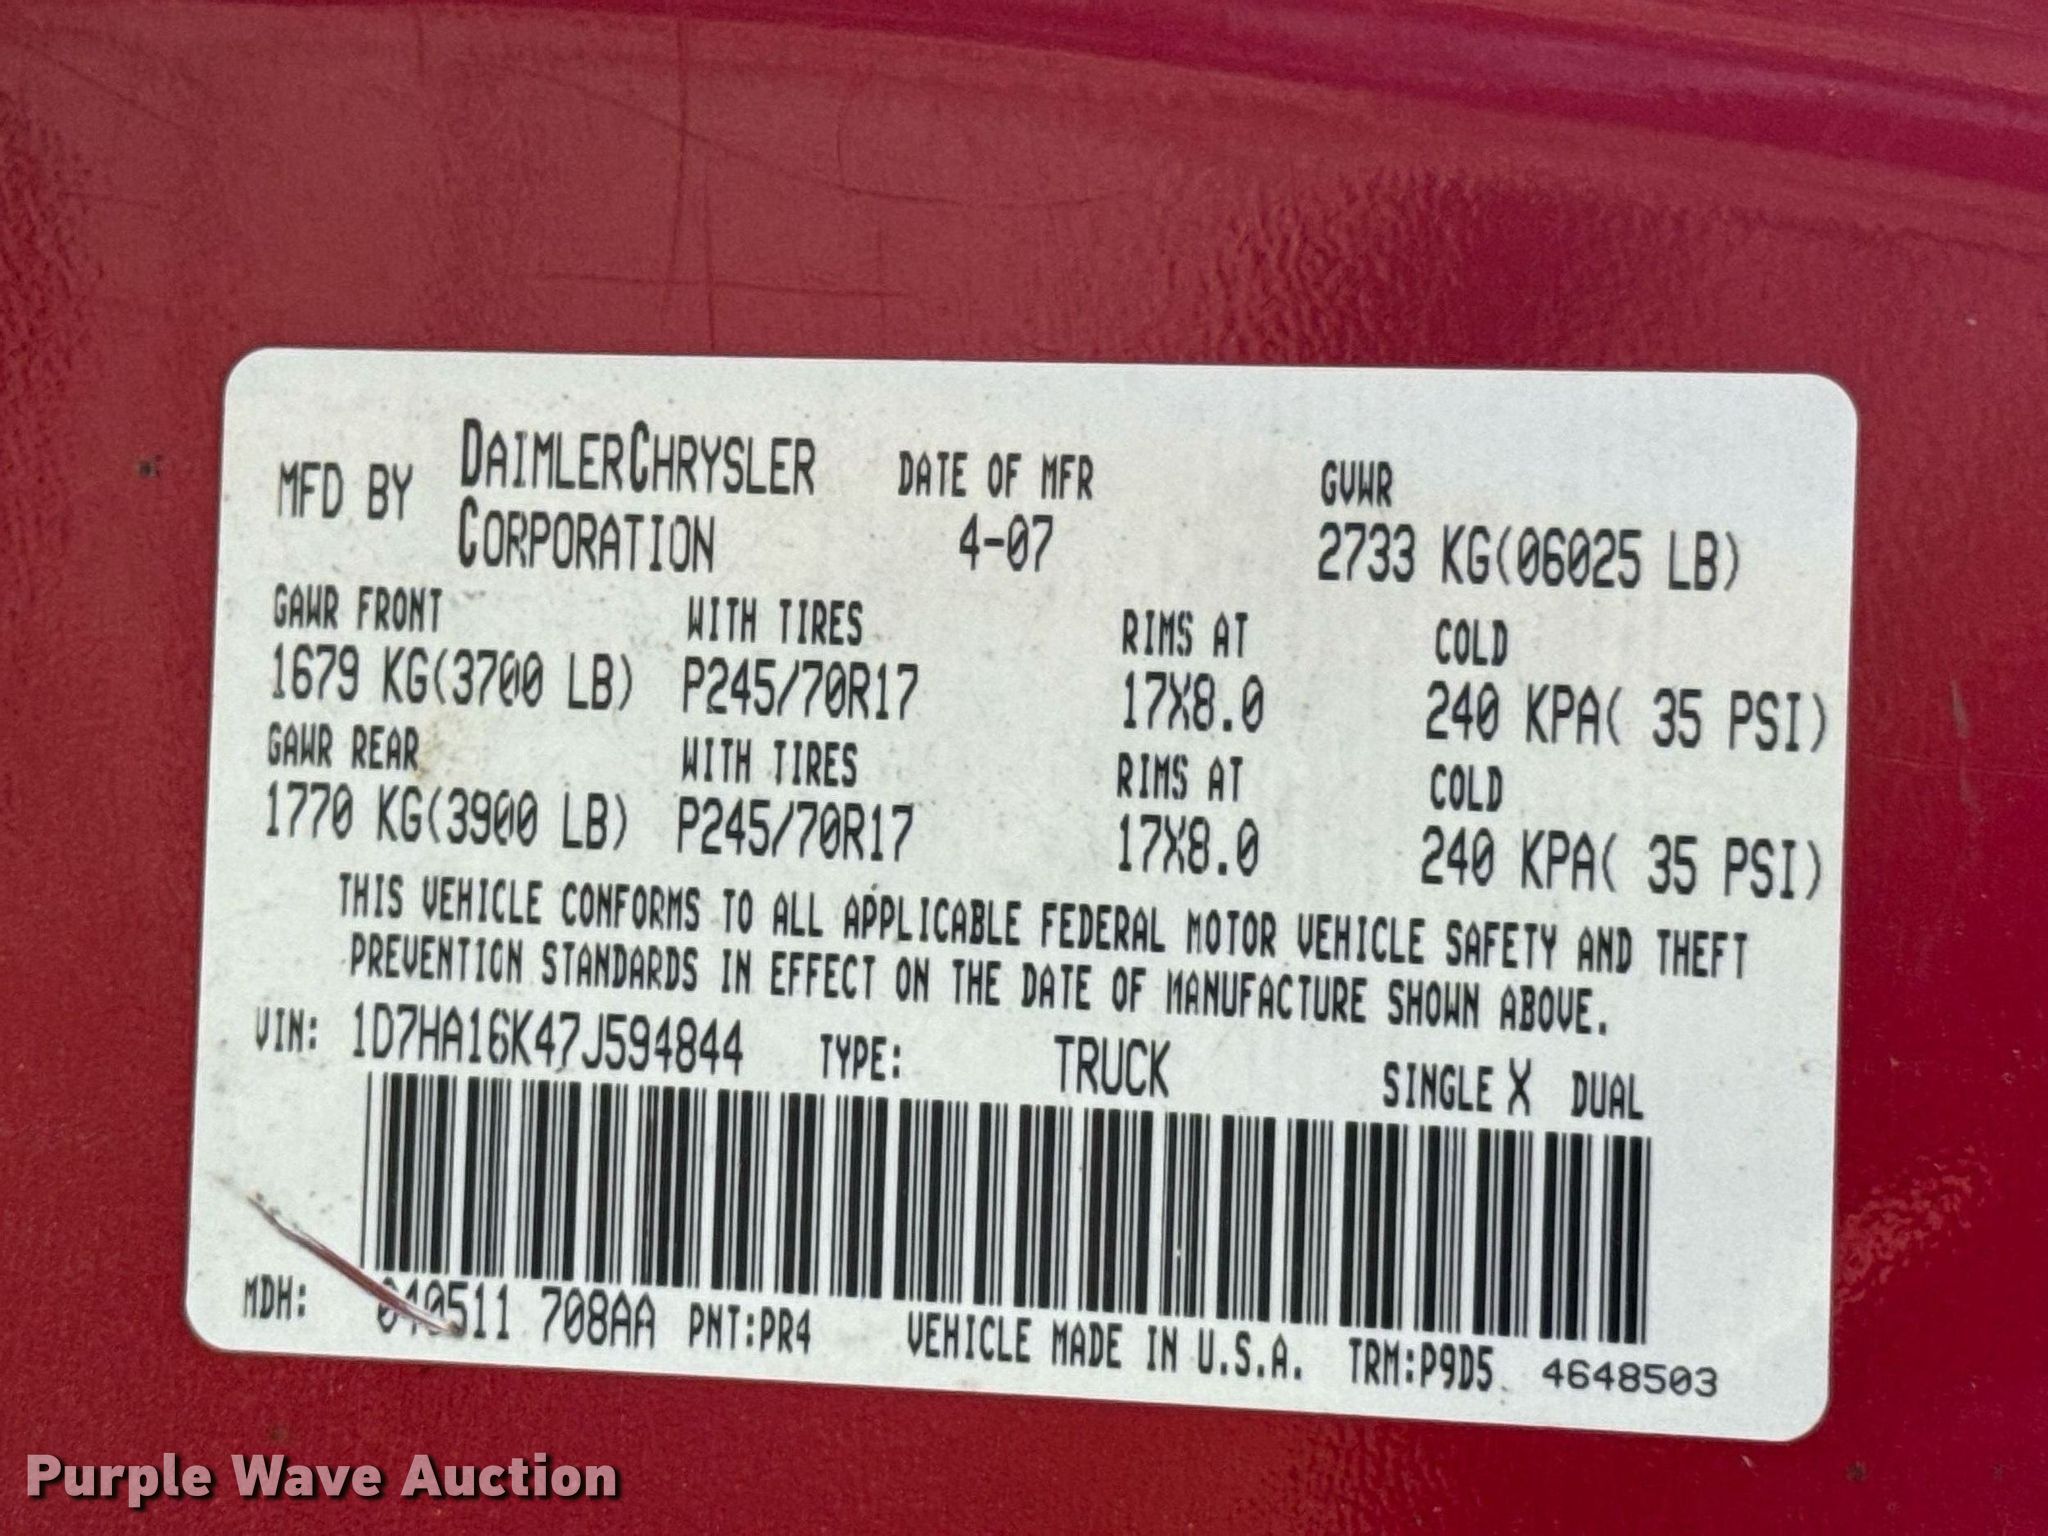 MFD BY DAIMLERCHRYSLER CORPORATION DATE OF MFR 4-07 GVWR 2733 KG(06025 LB)
GAWR FRONT WITH TIRES RIMS AT COLD
1679 KG(3700 LB) P245/70R17 17X8.0 240 KPA( 35 PSI)
GAWR REAR WITH TIRES RIMS AT COLD
1770 KG(3900 LB) P245/70R17 17X8.0 240 KPA( 35 PSI)
THIS VEHICLE CONFORMS TO ALL APPLICABLE FEDERAL MOTOR VEHICLE SAFETY AND THEFT
PREVENTION STANDARDS IN EFFECT ON THE DATE OF MANUFACTURE SHOWN ABOVE.
VIN: 1D7HA16K47J594844 TYPE: TRUCK SINGLE X DUAL
MDH: 040511 708AA PNT:PR4 VEHICLE MADE IN U.S.A. TRM:P9D5 4648503
Purple Wave Auction